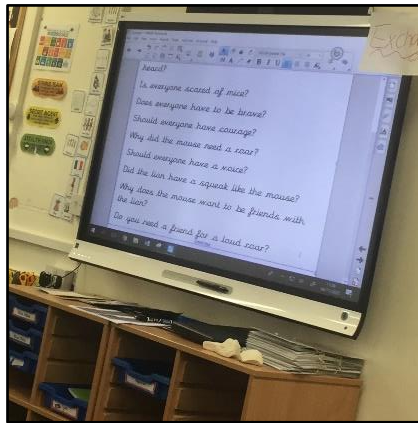 heard?
Is everyone scared of mice?
Does everyone have to be brave?
Should everyone have courage?
Why did the mouse need a roar?
Should everyone have a voice?
Did the lion have a squeak like the mouse?
Why does the mouse want to be friends with
the lion?
Do you need a friend for a loud roar?